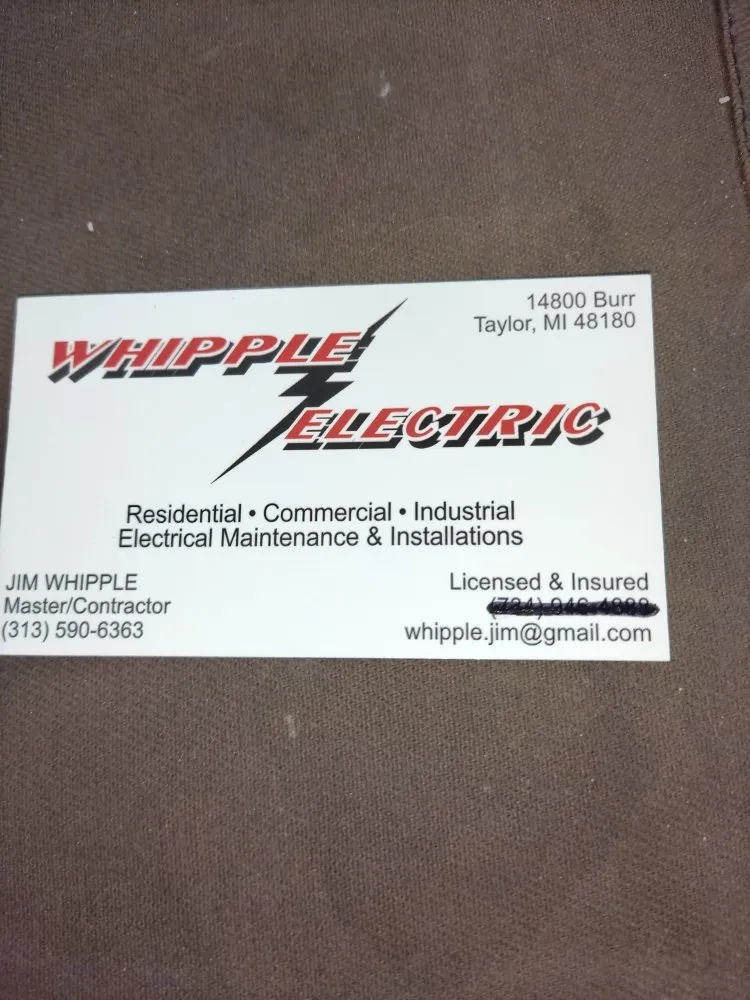 14800 Burr
Taylor, MI 48180
WHIPPLE
ELECTRIC
Residential • Commercial • Industrial
Electrical Maintenance & Installations
JIM WHIPPLE
Master/Contractor
(313) 590-6363
Licensed & Insured
whipple.jim@gmail.com